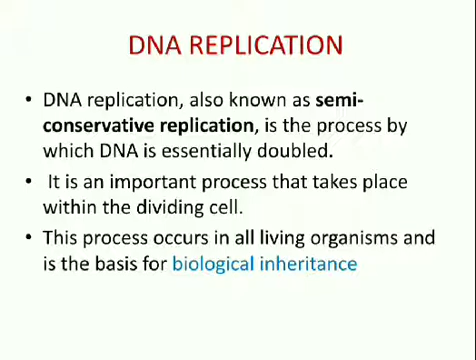 DNA REPLICATION
• DNA replication, also known as semi-
conservative replication, is the process by
which DNA is essentially doubled.
• It is an important process that takes place
within the dividing cell.
• This process occurs in all living organisms and
is the basis for biological inheritance